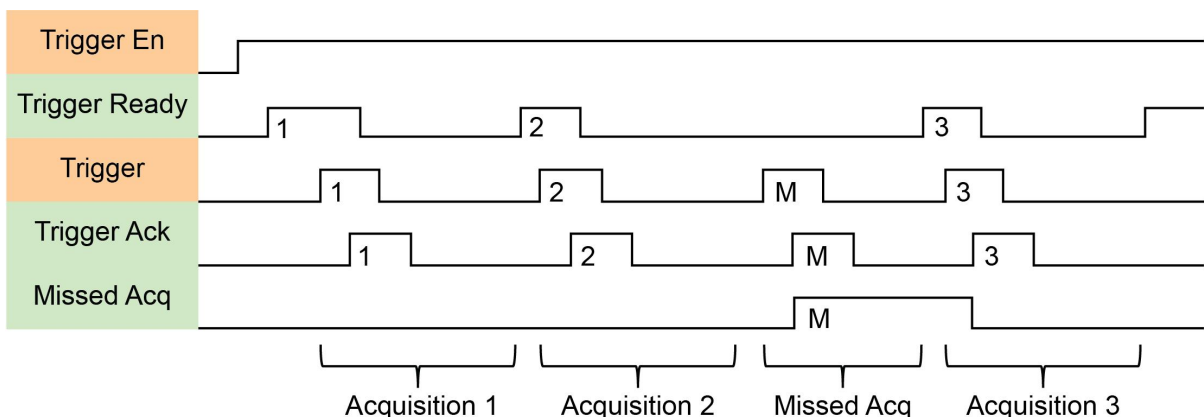 Trigger En
Trigger Ready 1 2 3
Trigger 1 2 M 3
Trigger Ack 1 2 M 3
Missed Acq M
Acquisition 1 Acquisition 2 Missed Acq Acquisition 3